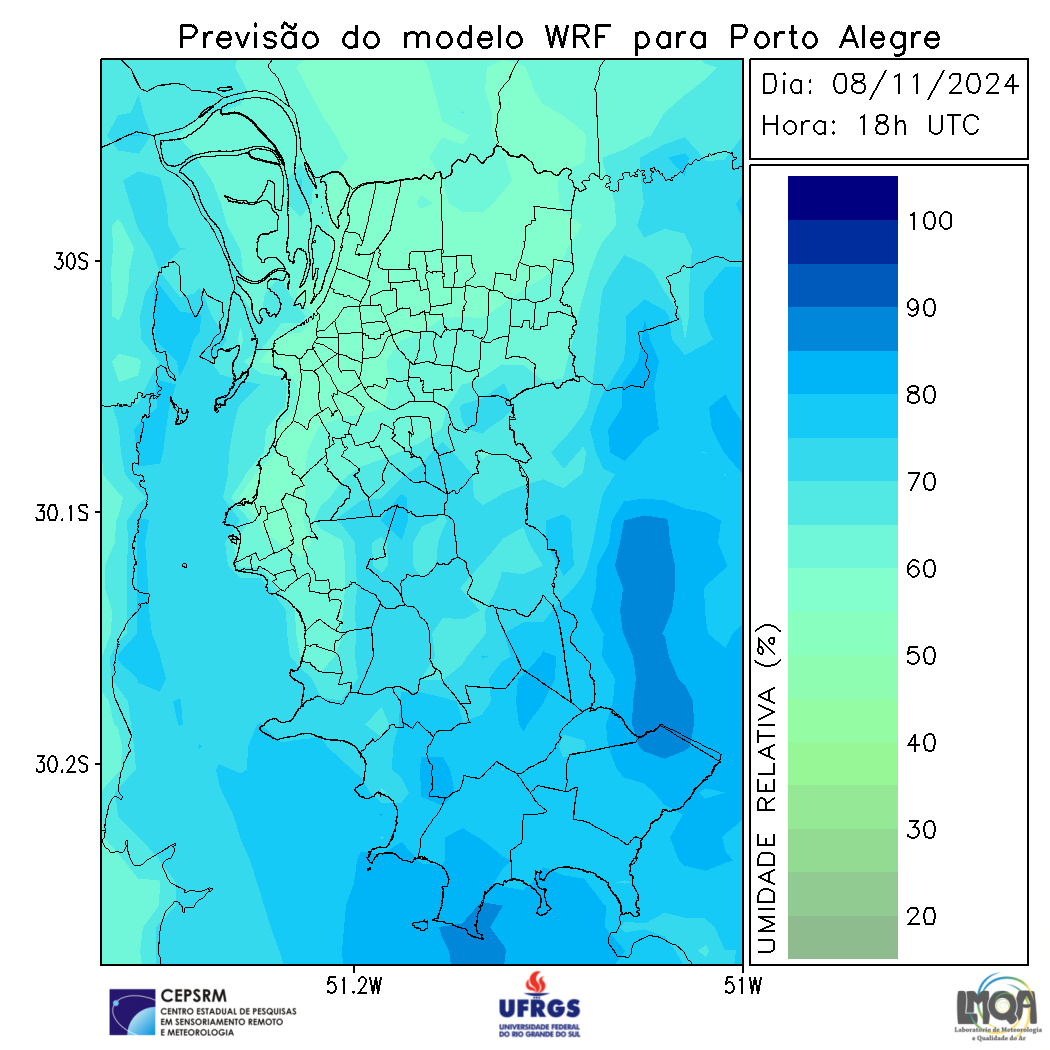 Previsão do modelo WRF para Porto Alegre
Dia: 08/11/2024
Hora: 18h UTC
100
90
80
70
60
50
40
30
20
UMIDADE RELATIVA (%)
30S
30.1S
30.2S
51.2W
51W
CEPSRM
CENTRO ESTADUAL DE PESQUISAS
EM SENSORIAMENTO REMOTO
E METEOROLOGIA
UFRGS
UNIVERSIDADE FEDERAL
DO RIO GRANDE DO SUL
LMQA
Laboratório de Meteorologia
e Qualidade do Ar